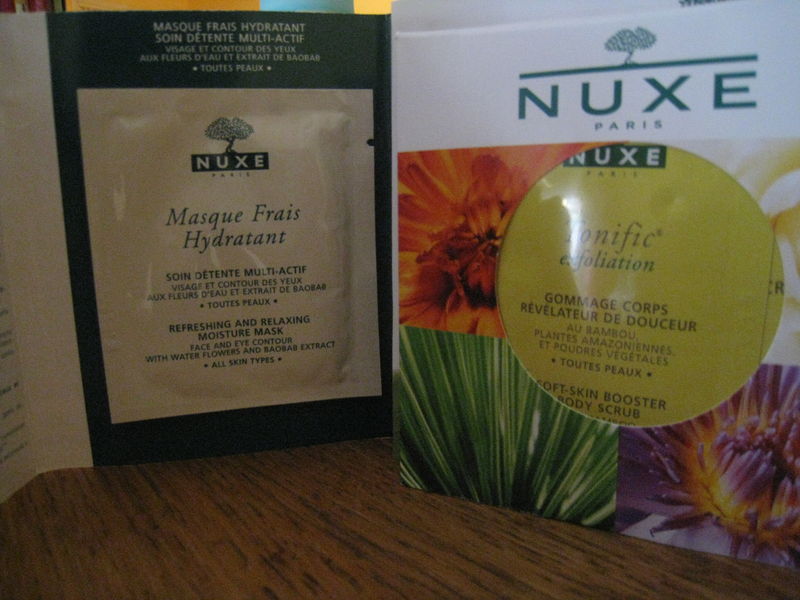 MASQUE FRAIS HYDRATANT
SOIN DÉTENTE MULTI-ACTIF
VISAGE ET CONTOUR DES YEUX
AUX FLEURS D'EAU ET EXTRAIT DE BAOBAB
• TOUTES PEAUX •
NUXE
PARIS
Masque Frais
Hydratant
SOIN DÉTENTE MULTI-ACTIF
VISAGE ET CONTOUR DES YEUX
AUX FLEURS D'EAU ET EXTRAIT DE BAOBAB
• TOUTES PEAUX •
REFRESHING AND RELAXING
MOISTURE MASK
FACE AND EYE CONTOUR
WITH WATER FLOWERS AND BAOBAB EXTRACT
• ALL SKIN TYPES •
NUXE
PARIS
NUXE
PARIS
Tonific®
exfoliation
GOMMAGE CORPS
RÉVÉLATEUR DE DOUCEUR
AU BAMBOU,
PLANTES AMAZONIENNES
ET POUDRES VÉGÉTALES
• TOUTES PEAUX •
SOFT-SKIN BOOSTER
BODY SCRUB